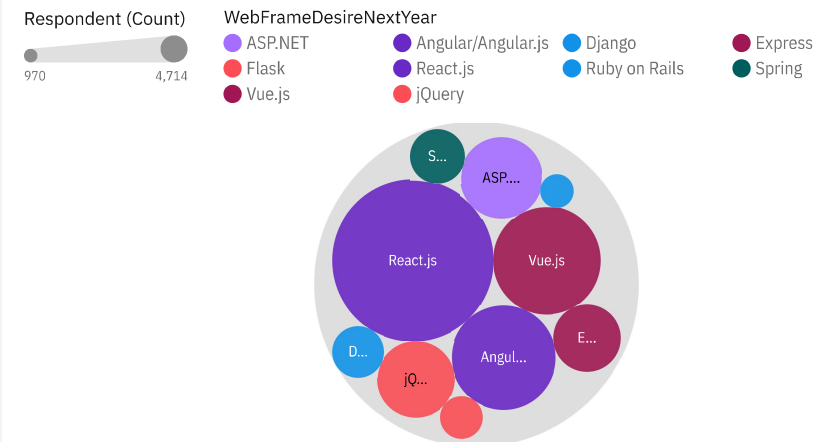 Respondent (Count)
970 4,714
WebFrameDesireNextYear
ASP.NET Angular/Angular.js Django Express
Flask React.js Ruby on Rails Spring
Vue.js jQuery
S...
ASP....
React.js
Vue.js
E...
D...
Angul...
jQ...